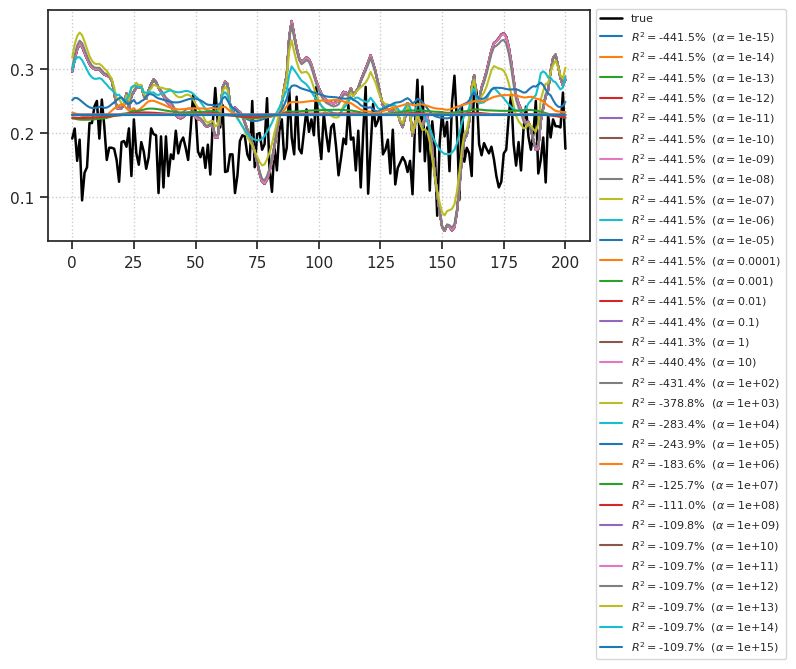 0.3
0.2
0.1
0 25 50 75 100 125 150 175 200
true
R² = -441.5% (α = 1e-15)
R² = -441.5% (α = 1e-14)
R² = -441.5% (α = 1e-13)
R² = -441.5% (α = 1e-12)
R² = -441.5% (α = 1e-11)
R² = -441.5% (α = 1e-10)
R² = -441.5% (α = 1e-09)
R² = -441.5% (α = 1e-08)
R² = -441.5% (α = 1e-07)
R² = -441.5% (α = 1e-06)
R² = -441.5% (α = 1e-05)
R² = -441.5% (α = 0.0001)
R² = -441.5% (α = 0.001)
R² = -441.5% (α = 0.01)
R² = -441.4% (α = 0.1)
R² = -441.3% (α = 1)
R² = -440.4% (α = 10)
R² = -431.4% (α = 1e+02)
R² = -378.8% (α = 1e+03)
R² = -283.4% (α = 1e+04)
R² = -243.9% (α = 1e+05)
R² = -183.6% (α = 1e+06)
R² = -125.7% (α = 1e+07)
R² = -111.0% (α = 1e+08)
R² = -109.8% (α = 1e+09)
R² = -109.7% (α = 1e+10)
R² = -109.7% (α = 1e+11)
R² = -109.7% (α = 1e+12)
R² = -109.7% (α = 1e+13)
R² = -109.7% (α = 1e+14)
R² = -109.7% (α = 1e+15)